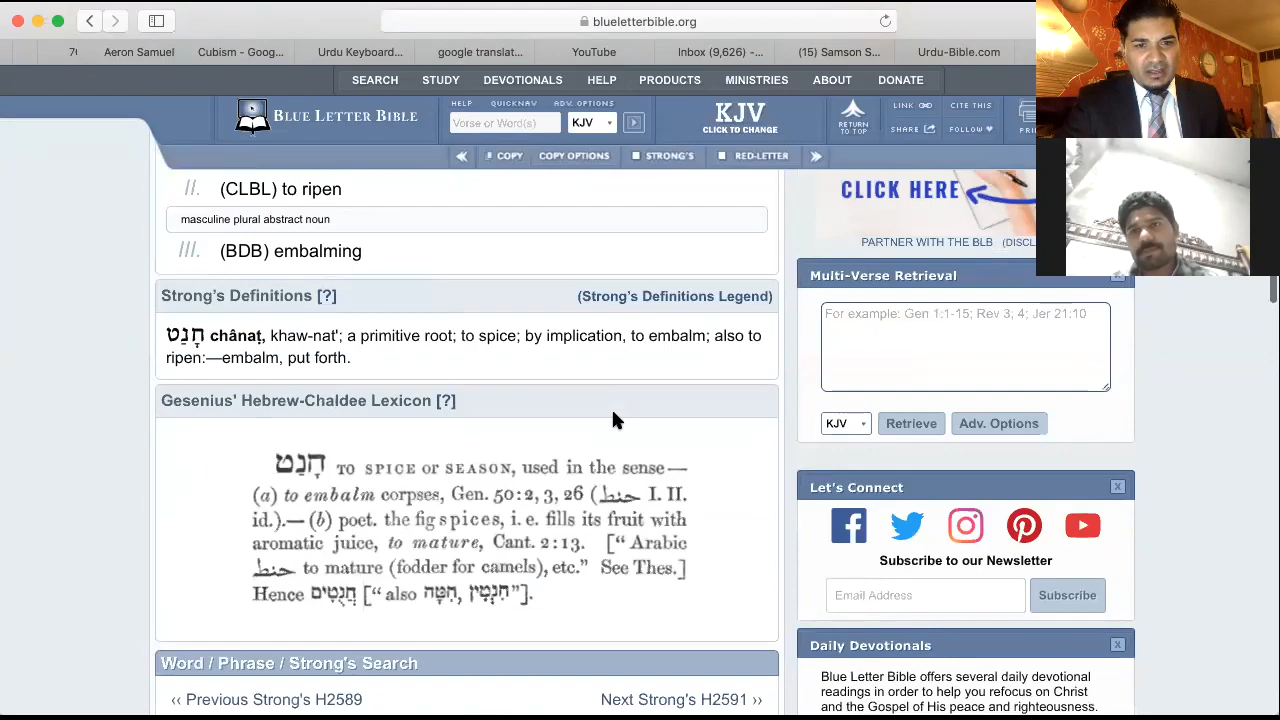 blueletterbible.org
Aeron Samuel
Cubism - Goog...
Urdu Keyboard...
google translat...
YouTube
Inbox (9,626) -...
(15) Samson S...
Urdu-Bible.com
SEARCH STUDY DEVOTIONALS HELP PRODUCTS MINISTRIES ABOUT DONATE
BLUE LETTER BIBLE
HELP QUICKNAV ADV. OPTIONS
Verse or Word(s)
KJV
KJV
CLICK TO CHANGE
RETURN
TO TOP
LINK
CITE THIS
SHARE
FOLLOW
COPY COPY OPTIONS STRONG'S RED-LETTER
//. (CLBL) to ripen
masculine plural abstract noun
///. (BDB) embalming
Strong's Definitions [?]
(Strong's Definitions Legend)
חָנַט chânaṭ, khaw-nat'; a primitive root; to spice; by implication, to embalm; also to
ripen:—embalm, put forth.
Gesenius' Hebrew-Chaldee Lexicon [?]
חָנַט TO SPICE OR SEASON, used in the sense—
(a) to embalm corpses, Gen. 50:2, 3, 26 (حنط I. II.
id.).—(b) poet. the fig spices, i. e. fills its fruit with
aromatic juice, to mature, Cant. 2:13. [“ Arabic
حنط to mature (fodder for camels), etc.” See Thes.]
Hence חֲנֻטִים [“ also חִטָּה, חִנְטִין”].
Word / Phrase / Strong's Search
‹‹ Previous Strong's H2589
Next Strong's H2591 ››
CLICK HERE
PARTNER WITH THE BLB
Multi-Verse Retrieval
For example: Gen 1:1-15; Rev 3; 4; Jer 21:10
KJV
Retrieve
Adv. Options
Let's Connect
Subscribe to our Newsletter
Email Address
Subscribe
Daily Devotionals
Blue Letter Bible offers several daily devotional
readings in order to help you refocus on Christ
and the Gospel of His peace and righteousness.